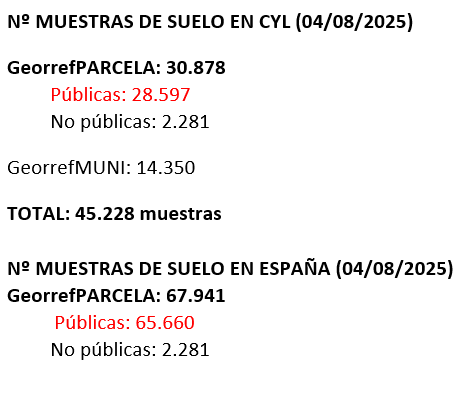 Nº MUESTRAS DE SUELO EN CYL (04/08/2025)
GeorrefPARCELA: 30.878
Públicas: 28.597
No públicas: 2.281
GeorrefMUNI: 14.350
TOTAL: 45.228 muestras
Nº MUESTRAS DE SUELO EN ESPAÑA (04/08/2025)
GeorrefPARCELA: 67.941
Públicas: 65.660
No públicas: 2.281